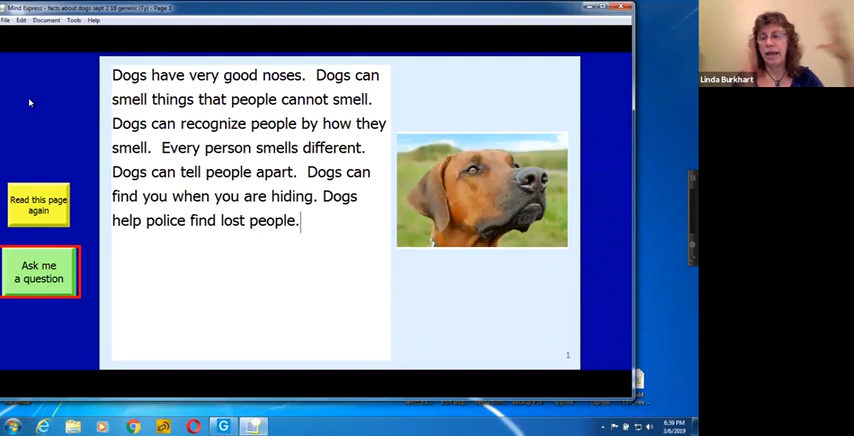 Mind Express - facts about dogs sept 2 18 generic (Ty) - Page 1
File Edit Document Tools Help
Dogs have very good noses. Dogs can
smell things that people cannot smell.
Dogs can recognize people by how they
smell. Every person smells different.
Dogs can tell people apart. Dogs can
find you when you are hiding. Dogs
help police find lost people.
Read this page
again
Ask me
a question
1
Linda Burkhart
6:39 PM
3/6/2019